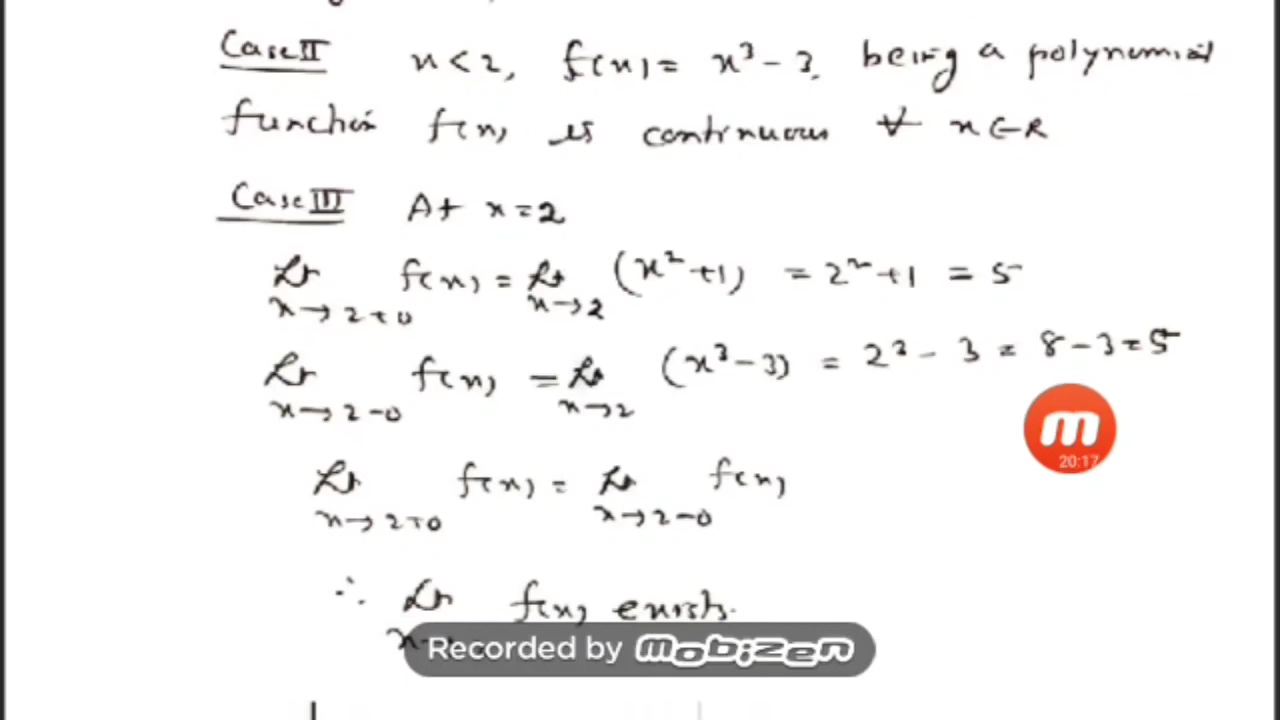 Case II x < 2, f(x) = x³ - 3, being a polynomial
function f(x) is continuous ∀ x ∈ R
Case III At x = 2
Lt f(x) = Lt (x² + 1) = 2² + 1 = 5
x → 2+0 x → 2
Lt f(x) = Lt (x³ - 3) = 2³ - 3 = 8 - 3 = 5
x → 2-0 x → 2
m
20:17
Lt f(x) = Lt f(x)
x → 2+0 x → 2-0
∴ Lt f(x) exists.
Recorded by mobizen